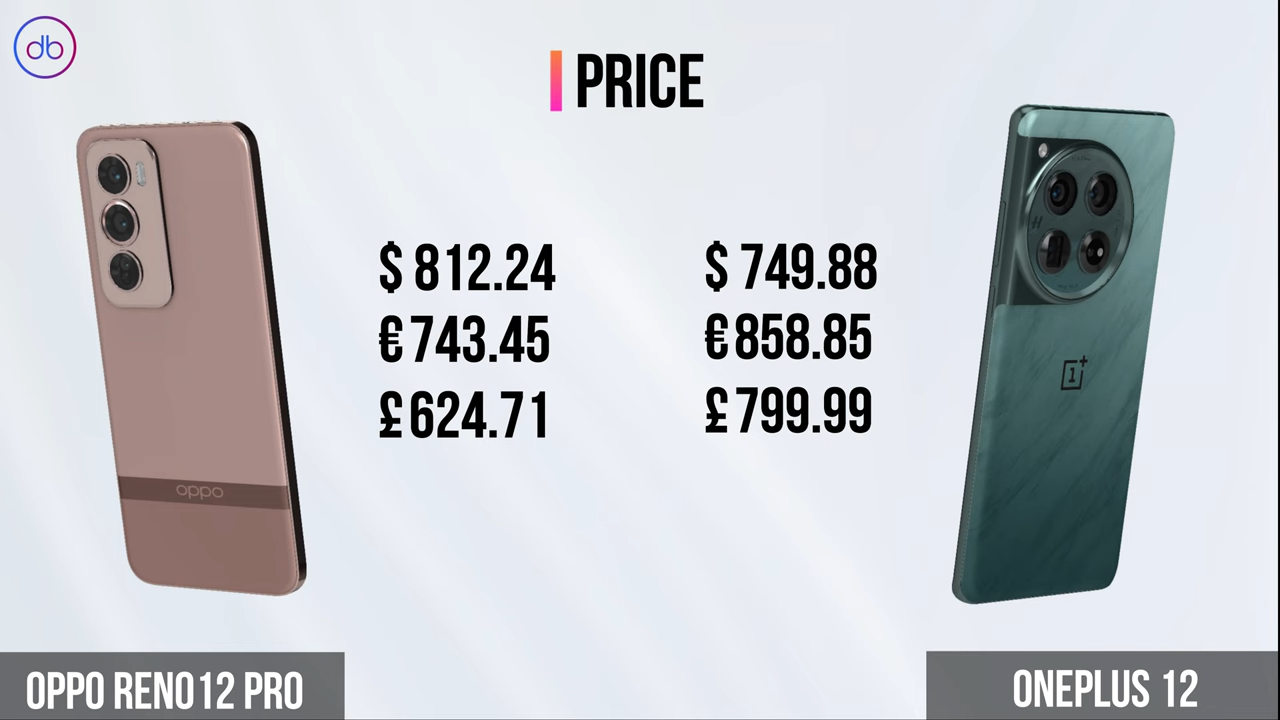 db
PRICE
$ 812.24
€ 743.45
£ 624.71
$ 749.88
€ 858.85
£ 799.99
oppo
1+
OPPO RENO12 PRO
ONEPLUS 12